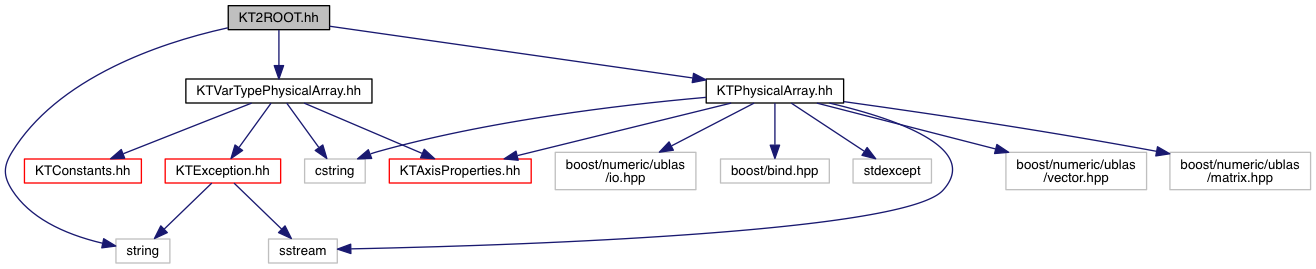 KT2ROOT.hh
KTVarTypePhysicalArray.hh
KTPhysicalArray.hh
KTConstants.hh
KTException.hh
cstring
KTAxisProperties.hh
boost/numeric/ublas
/io.hpp
boost/bind.hpp
stdexcept
boost/numeric/ublas
/vector.hpp
boost/numeric/ublas
/matrix.hpp
string
sstream